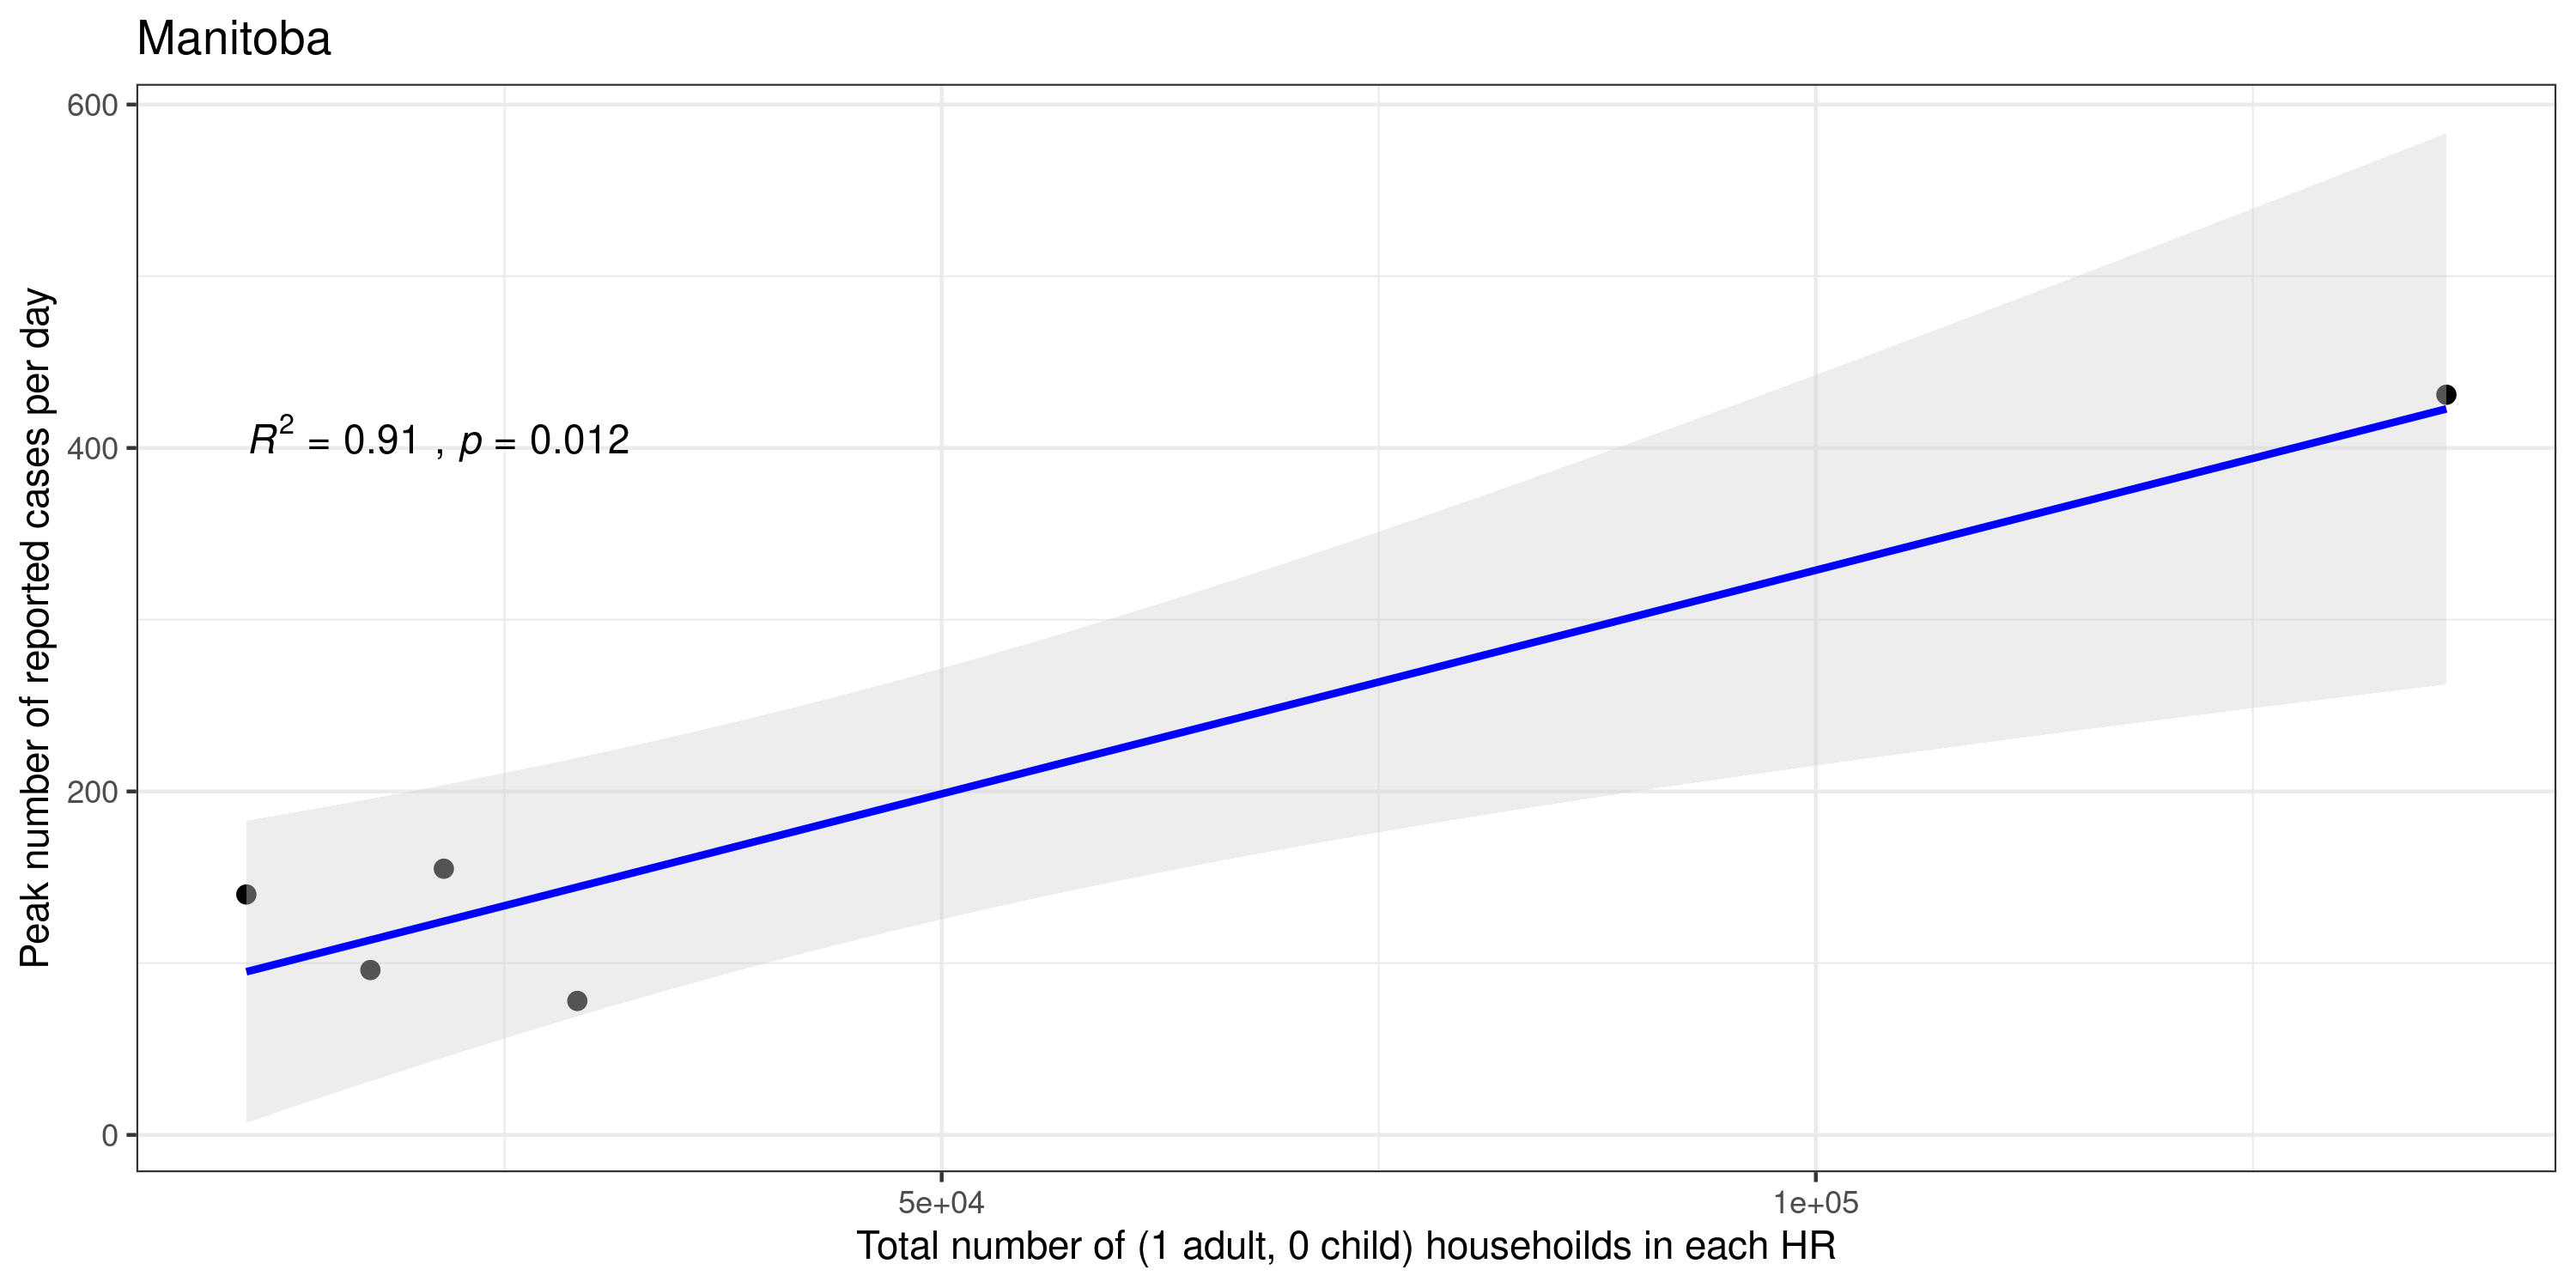 Manitoba
600
400
200
0
Peak number of reported cases per day
R² = 0.91 , p = 0.012
5e+04
1e+05
Total number of (1 adult, 0 child) househoilds in each HR